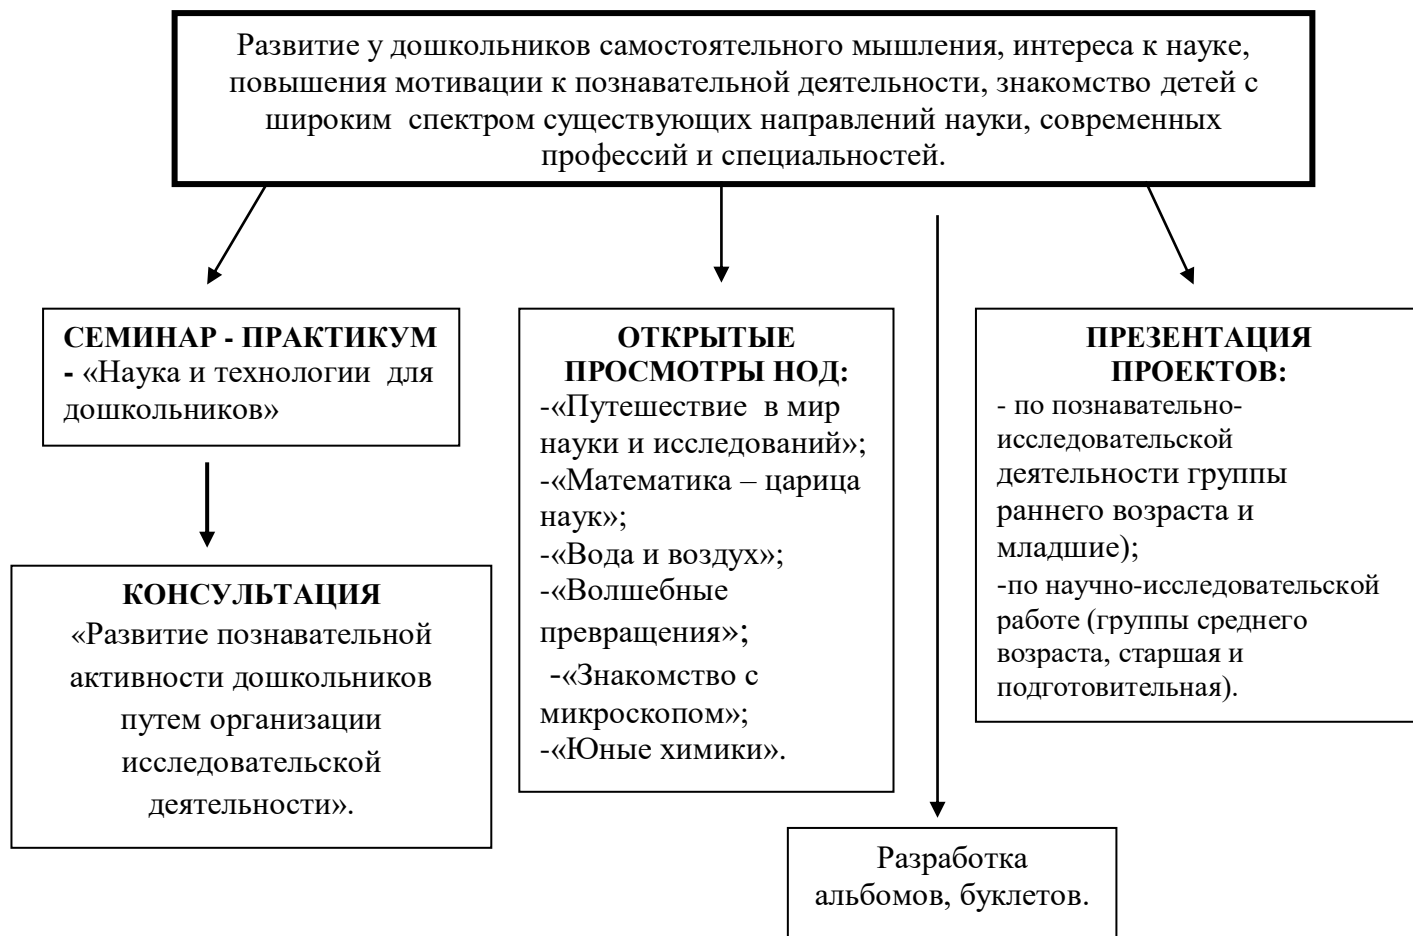 Развитие у дошкольников самостоятельного мышления, интереса к науке,
повышения мотивации к познавательной деятельности, знакомство детей с
широким спектром существующих направлений науки, современных
профессий и специальностей.
СЕМИНАР - ПРАКТИКУМ
- «Наука и технологии для
дошкольников»
КОНСУЛЬТАЦИЯ
«Развитие познавательной
активности дошкольников
путем организации
исследовательской
деятельности».
ОТКРЫТЫЕ
ПРОСМОТРЫ НОД:
-«Путешествие в мир
науки и исследований»;
-«Математика – царица
наук»;
-«Вода и воздух»;
-«Волшебные
превращения»;
-«Знакомство с
микроскопом»;
-«Юные химики».
ПРЕЗЕНТАЦИЯ
ПРОЕКТОВ:
- по познавательно-
исследовательской
деятельности группы
раннего возраста и
младшие);
-по научно-исследовательской
работе (группы среднего
возраста, старшая и
подготовительная).
Разработка
альбомов, буклетов.